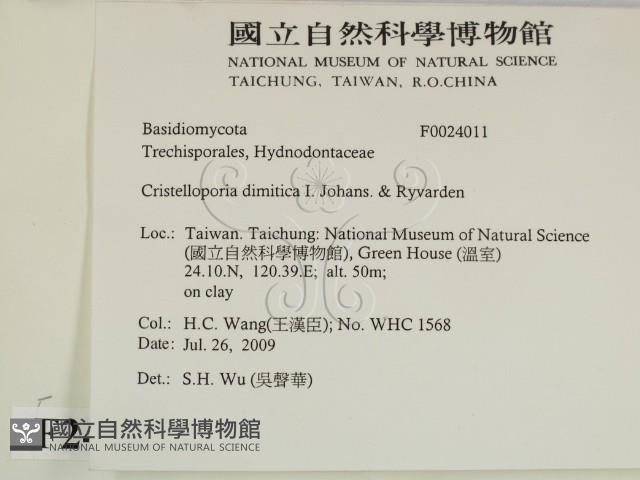 國立自然科學博物館
NATIONAL MUSEUM OF NATURAL SCIENCE
TAICHUNG, TAIWAN, R.O.CHINA
Basidiomycota F0024011
Trechisporales, Hydnodontaceae
Cristelloporia dimitica I. Johans. & Ryvarden
Loc.: Taiwan. Taichung: National Museum of Natural Science
(國立自然科學博物館), Green House (溫室)
24.10.N, 120.39.E; alt. 50m;
on clay
Col.: H.C. Wang(王漢臣); No. WHC 1568
Date: Jul. 26, 2009
Det.: S.H. Wu (吳聲華)
國立自然科學博物館
NATIONAL MUSEUM OF NATURAL SCIENCE